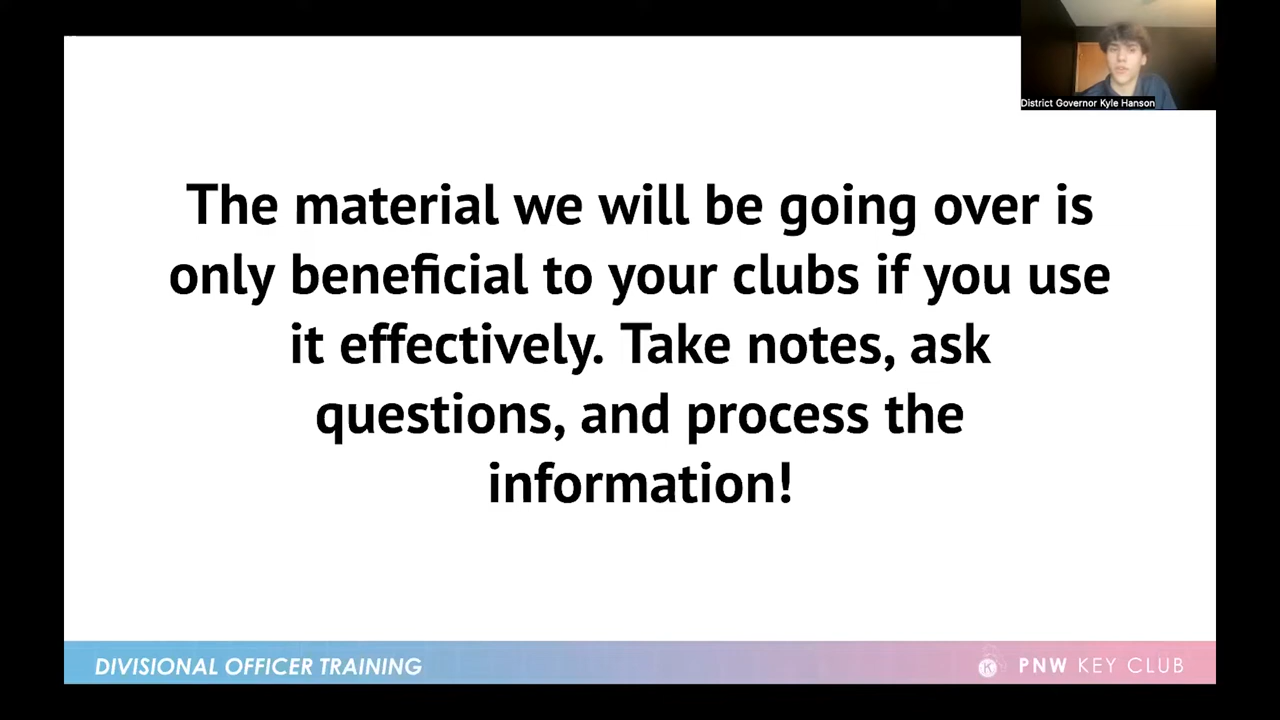 District Governor Kyle Hanson
The material we will be going over is
only beneficial to your clubs if you use
it effectively. Take notes, ask
questions, and process the
information!
DIVISIONAL OFFICER TRAINING
K PNW KEY CLUB